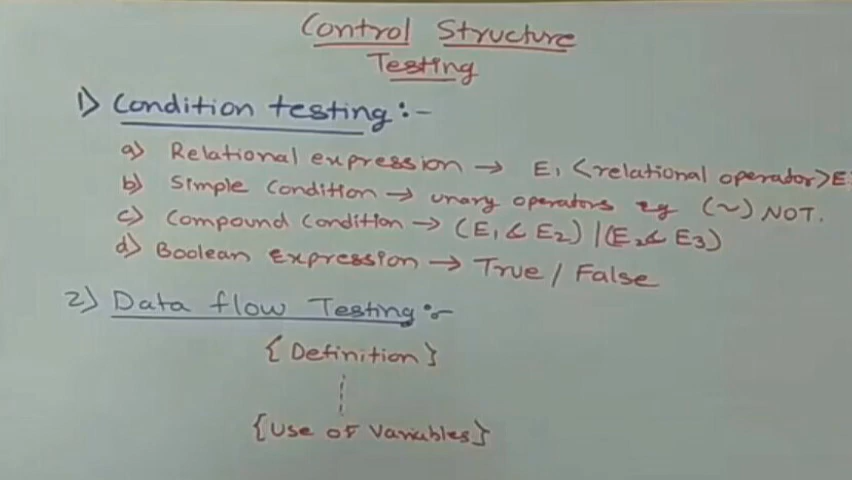 Control Structure
Testing
1) Condition testing :-
a) Relational expression → E1 <relational operator> E
b) Simple condition → unary operators eg (~) NOT.
c) Compound condition → (E1 & E2) | (E2 & E3)
d) Boolean expression → True / False
2) Data flow Testing :-
{ Definition }
{Use of Variables}